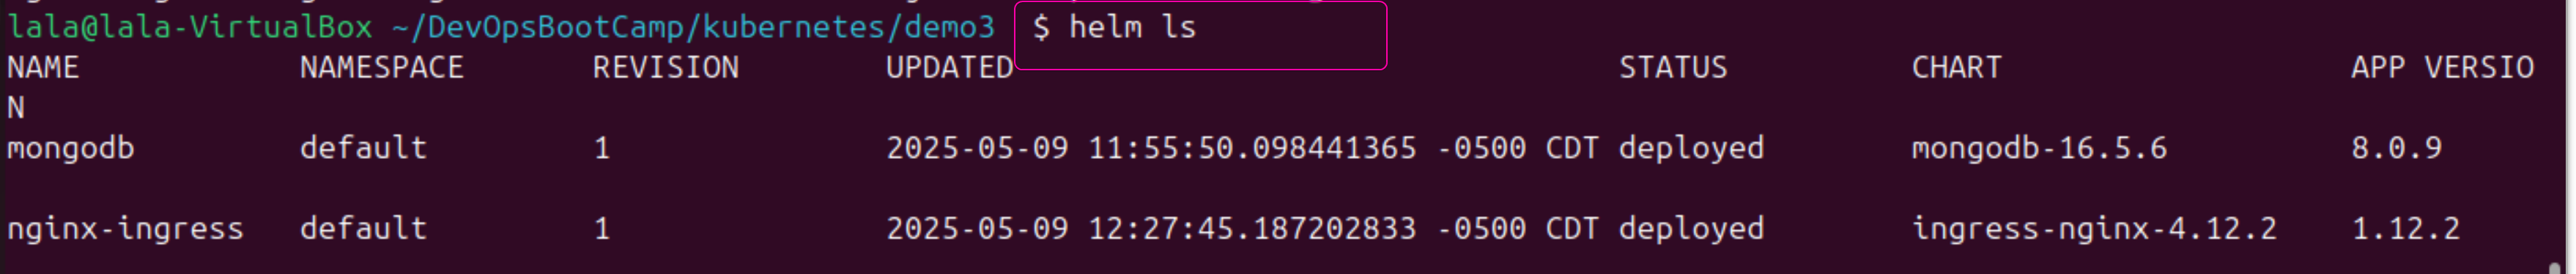 lala@lala-VirtualBox ~/DevOpsBootCamp/kubernetes/demo3 $ helm ls
NAME NAMESPACE REVISION UPDATED STATUS CHART APP VERSIO
N
mongodb default 1 2025-05-09 11:55:50.098441365 -0500 CDT deployed mongodb-16.5.6 8.0.9
nginx-ingress default 1 2025-05-09 12:27:45.187202833 -0500 CDT deployed ingress-nginx-4.12.2 1.12.2